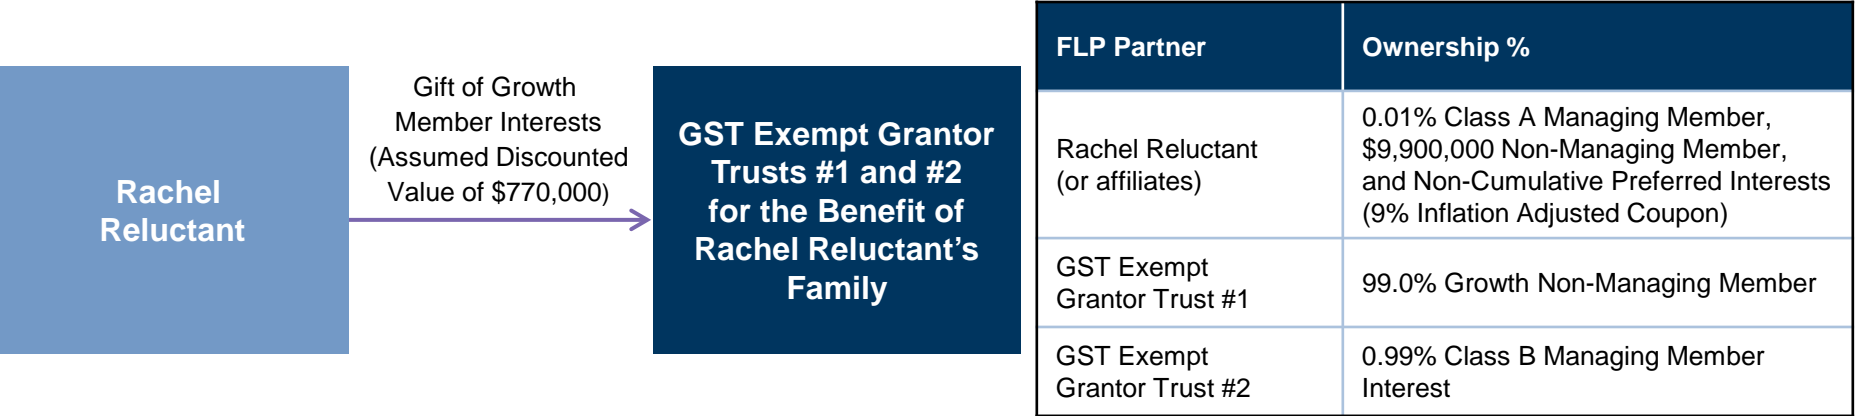 Rachel
Reluctant
Gift of Growth
Member Interests
(Assumed Discounted
Value of $770,000)
GST Exempt Grantor
Trusts #1 and #2
for the Benefit of
Rachel Reluctant’s
Family
FLP Partner
Ownership %
Rachel Reluctant
(or affiliates)
0.01% Class A Managing Member,
$9,900,000 Non-Managing Member,
and Non-Cumulative Preferred Interests
(9% Inflation Adjusted Coupon)
GST Exempt
Grantor Trust #1
99.0% Growth Non-Managing Member
GST Exempt
Grantor Trust #2
0.99% Class B Managing Member
Interest